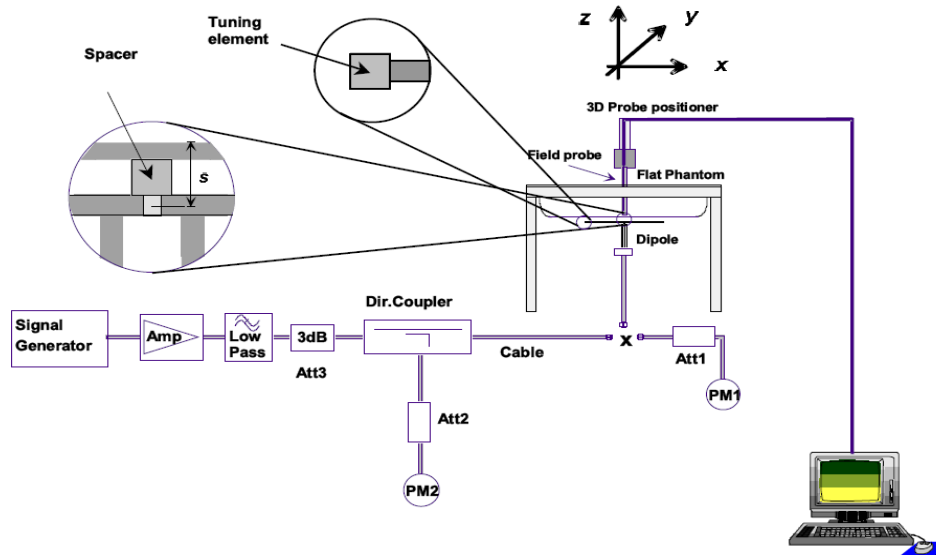 Tuning
element
Spacer
s
z
y
x
3D Probe positioner
Field probe
Flat Phantom
Dipole
Signal
Generator
Amp
Low
Pass
3dB
Att3
Dir.Coupler
Cable
x
Att1
PM1
Att2
PM2